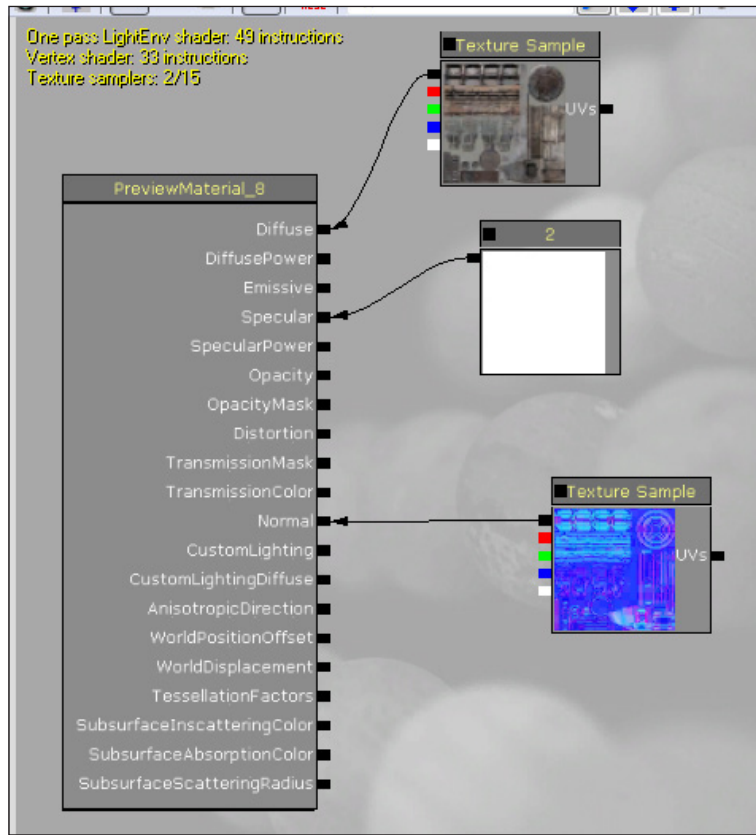 One pass LightEnv shader: 49 instructions
Vertex shader: 33 instructions
Texture samplers: 2/15
Texture Sample
UVs
PreviewMaterial_8
Diffuse
DiffusePower
Emissive
Specular
SpecularPower
Opacity
OpacityMask
Distortion
TransmissionMask
TransmissionColor
Normal
CustomLighting
CustomLightingDiffuse
AnisotropicDirection
WorldPositionOffset
WorldDisplacement
TessellationFactors
SubsurfaceInscatteringColor
SubsurfaceAbsorptionColor
SubsurfaceScatteringRadius
2
Texture Sample
UVs